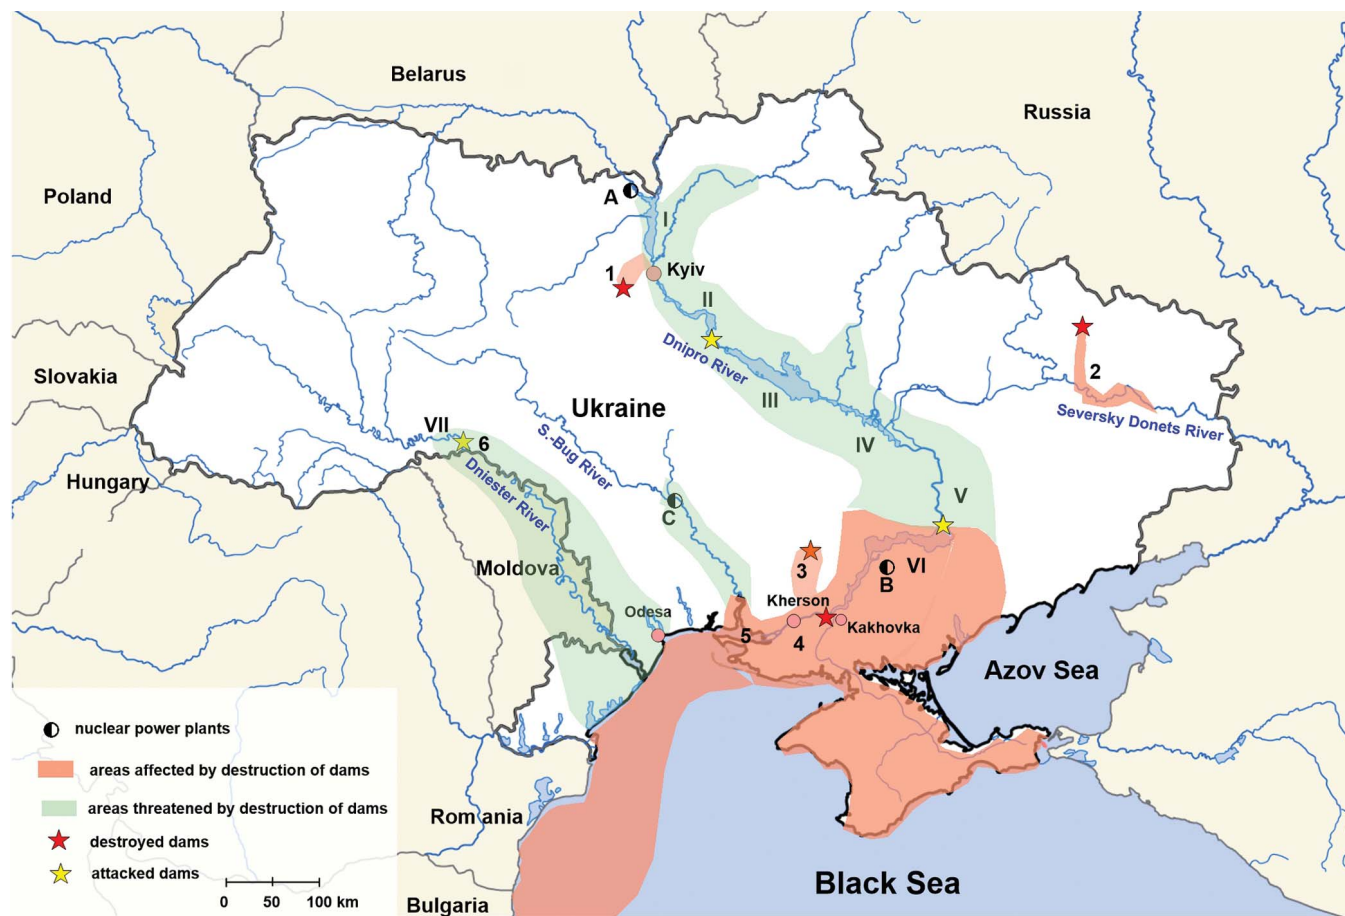 Belarus
Russia
Poland
A
I
1
Kyiv
II
Dnipro River
2
Slovakia
III
Ukraine
Seversky Donets River
VII
6
IV
S.-Bug River
Hungary
Dniester River
V
C
Moldova
3
VI
B
Kherson
Odesa
Kakhovka
5
4
Azov Sea
nuclear power plants
areas affected by destruction of dams
areas threatened by destruction of dams
Rom ania
destroyed dams
attacked dams
Black Sea
0 50 100 km
Bulgaria